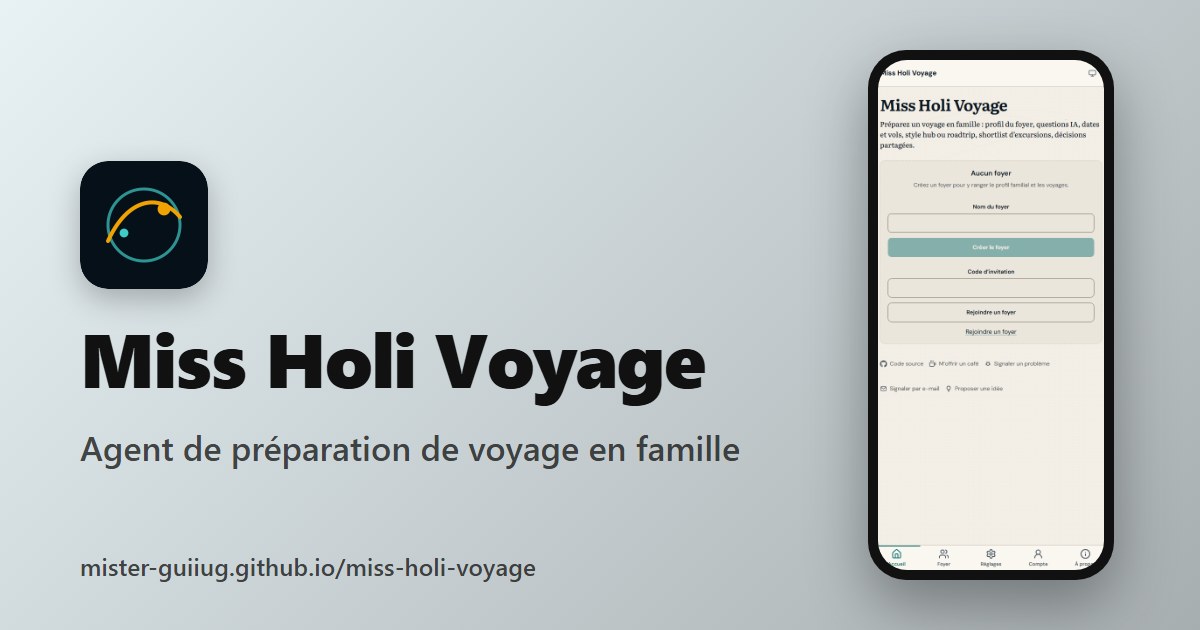 Miss Holi Voyage
Agent de préparation de voyage en famille
mister-guiiug.github.io/miss-holi-voyage
Miss Holi Voyage
Miss Holi Voyage
Préparez un voyage en famille : profil du foyer, questions IA, dates
et vols, style hub ou roadtrip, shortlist d'excursions, décisions
partagées.
Aucun foyer
Créez un foyer pour y ranger le profil familial et les voyages.
Nom du foyer
Créer le foyer
Code d'invitation
Rejoindre un foyer
Rejoindre un foyer
Code source M'offrir un café Signaler un problème
Signaler par e-mail Proposer une idée
Accueil Foyer Réglages Compte À propos